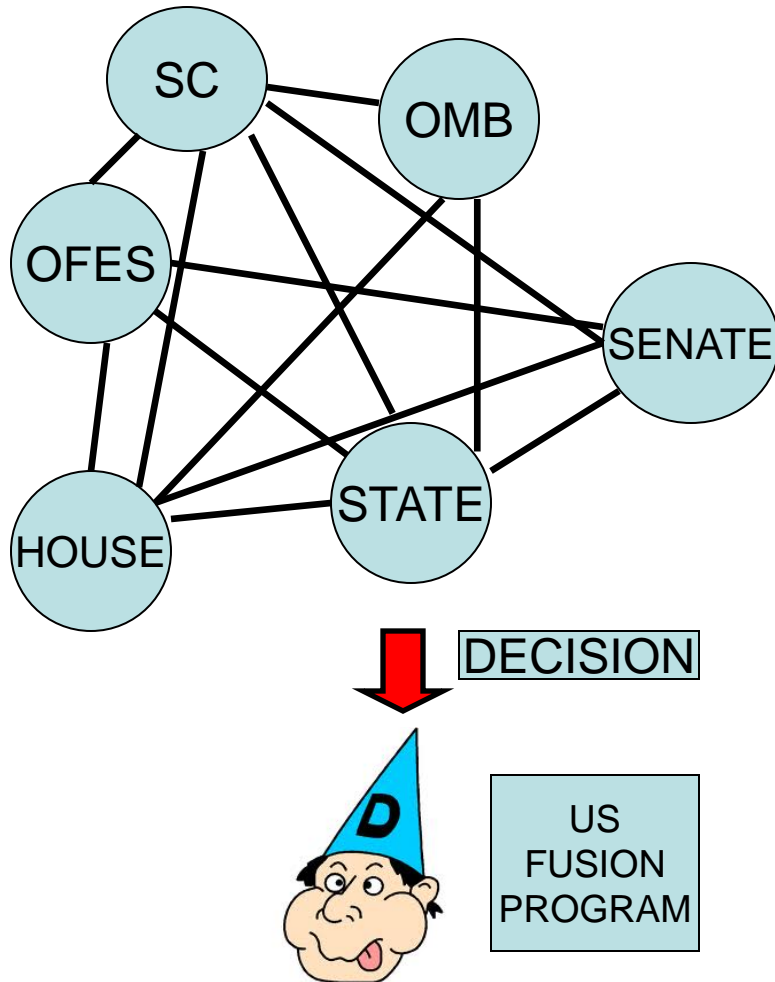 SC
OMB
OFES
SENATE
STATE
HOUSE
DECISION
D
US
FUSION
PROGRAM